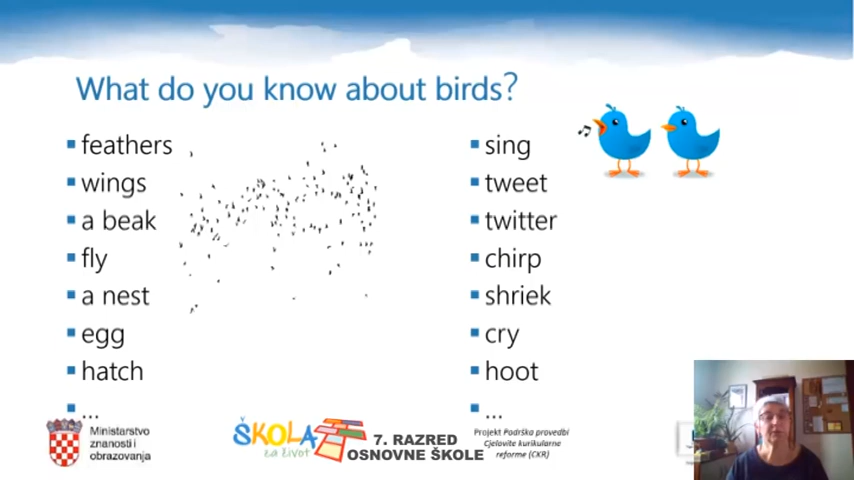 What do you know about birds?
feathers
wings
a beak
fly
a nest
egg
hatch
...
sing
tweet
twitter
chirp
shriek
cry
hoot
...
Ministarstvo
znanosti i
obrazovanja
ŠKOLA
za život
7. RAZRED
OSNOVNE ŠKOLE
Projekt Podrška provedbi
Cjelovite kurikularne
reforme (CKR)